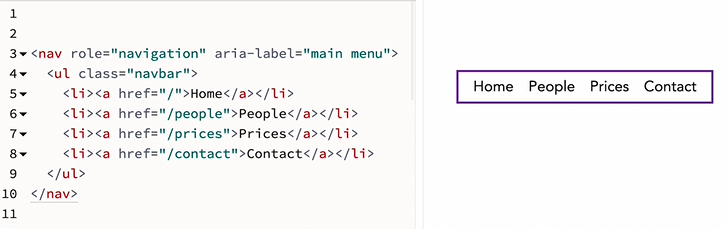 1
2
3 <nav role="navigation" aria-label="main menu">
4 <ul class="navbar">
5 <li><a href="/">Home</a></li>
6 <li><a href="/people">People</a></li>
7 <li><a href="/prices">Prices</a></li>
8 <li><a href="/contact">Contact</a></li>
9 </ul>
10 </nav>
11
Home People Prices Contact